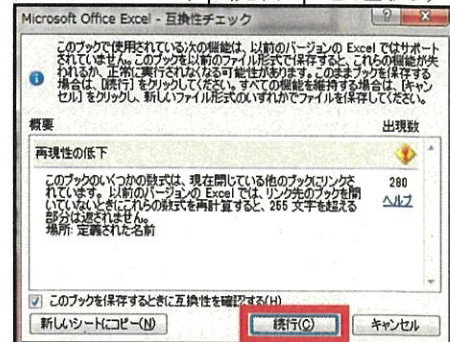 Microsoft Office Excel - 互換性チェック
このブックで使用されている次の機能は、以前のバージョンの Excel ではサポート
されていません。このブックを以前のファイル形式で保存すると、これらの機能が失
われるか、正常に実行されなくなる可能性があります。このままブックを保存する
場合は、[続行] をクリックしてください。すべての機能を維持する場合は、[キャン
セル] をクリックし、新しいファイル形式のいずれかでファイルを保存してください。
概要 出現数
再現性の低下
このブックのいくつかの数式は、現在閉じている他のブックにリンクさ 280
れています。以前のバージョンの Excel では、リンク先のブックを開 ヘルプ
いていないときにこれらの数式を再計算すると、255 文字を超える
部分は返されません。
場所: 定義された名前
このブックを保存するときに互換性を確認する(H)
新しいシートにコピー(N) 続行(C) キャンセル